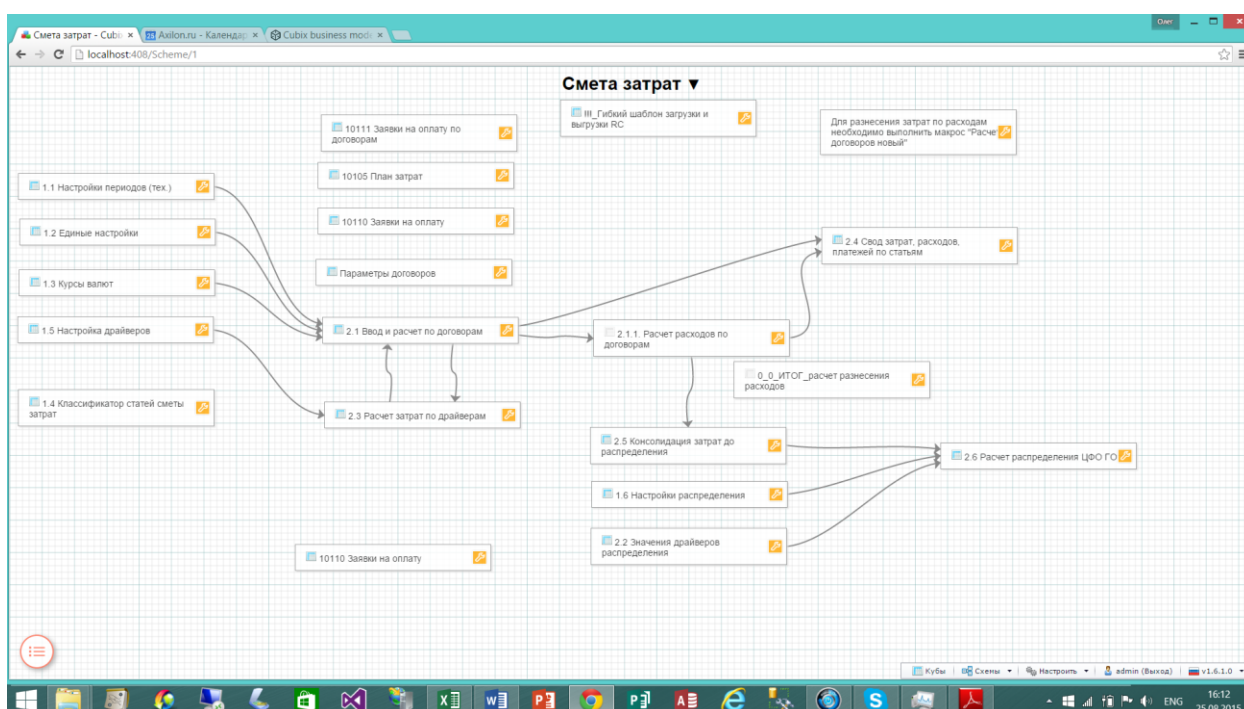 Олег
Смета затрат - Cubi
Axilon.ru - Календар
Cubix business mode
localhost:408/Scheme/1
Смета затрат ▼
III_Гибкий шаблон загрузки и
выгрузки RC
10111 Заявки на оплату по
договорам
Для разнесения затрат по расходам
необходимо выполнить макрос "Расчет
договоров новый"
10105 План затрат
1.1 Настройки периодов (тех.)
10110 Заявки на оплату
1.2 Единые настройки
2.4 Свод затрат, расходов,
платежей по статьям
Параметры договоров
1.3 Курсы валют
1.5 Настройка драйверов
2.1 Ввод и расчет по договорам
2.1.1. Расчет расходов по
договорам
0_0_ИТОГ_расчет разнесения
расходов
1.4 Классификатор статей сметы
затрат
2.3 Расчет затрат по драйверам
2.5 Консолидация затрат до
распределения
2.6 Расчет распределения ЦФО ГО
1.6 Настройки распределения
2.2 Значения драйверов
распределения
10110 Заявки на оплату
Кубы
Схемы
Настроить
admin (Выход)
v1.6.1.0
ENG
16:12
25.08.2015